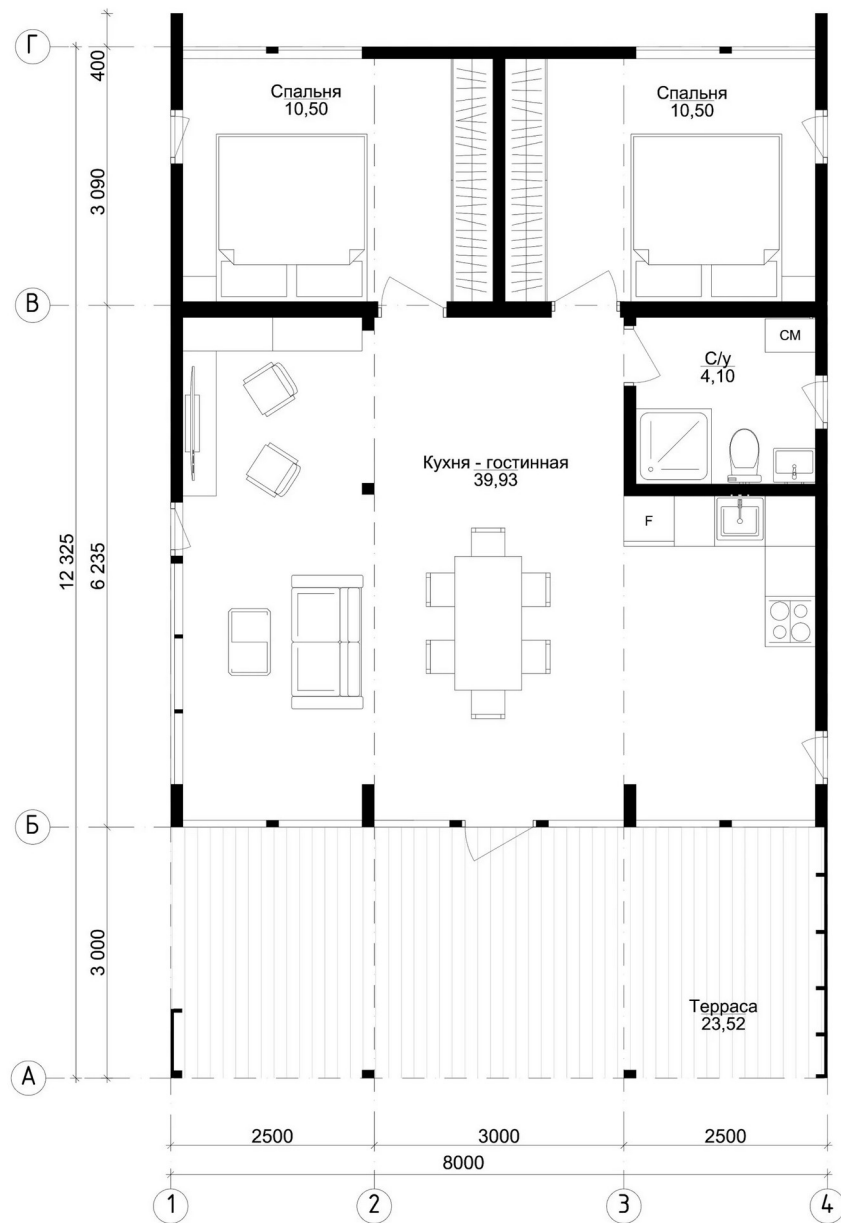 Г
400
Спальня
10,50
Спальня
10,50
3 090
В
СМ
С/у
4,10
Кухня - гостинная
39,93
F
12 325
6 235
Б
3 000
Терраса
23,52
А
2500
3000
2500
8000
1
2
3
4